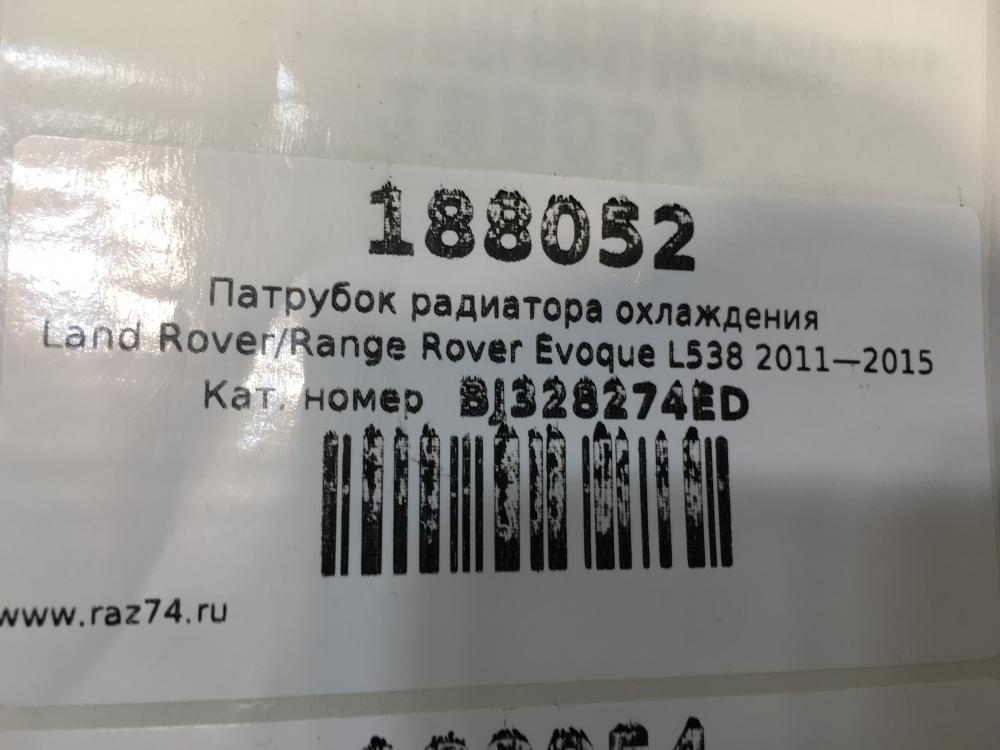 188052
Патрубок радиатора охлаждения
Land Rover/Range Rover Evoque L538 2011—2015
Кат. номер BJ328274ED
www.raz74.ru